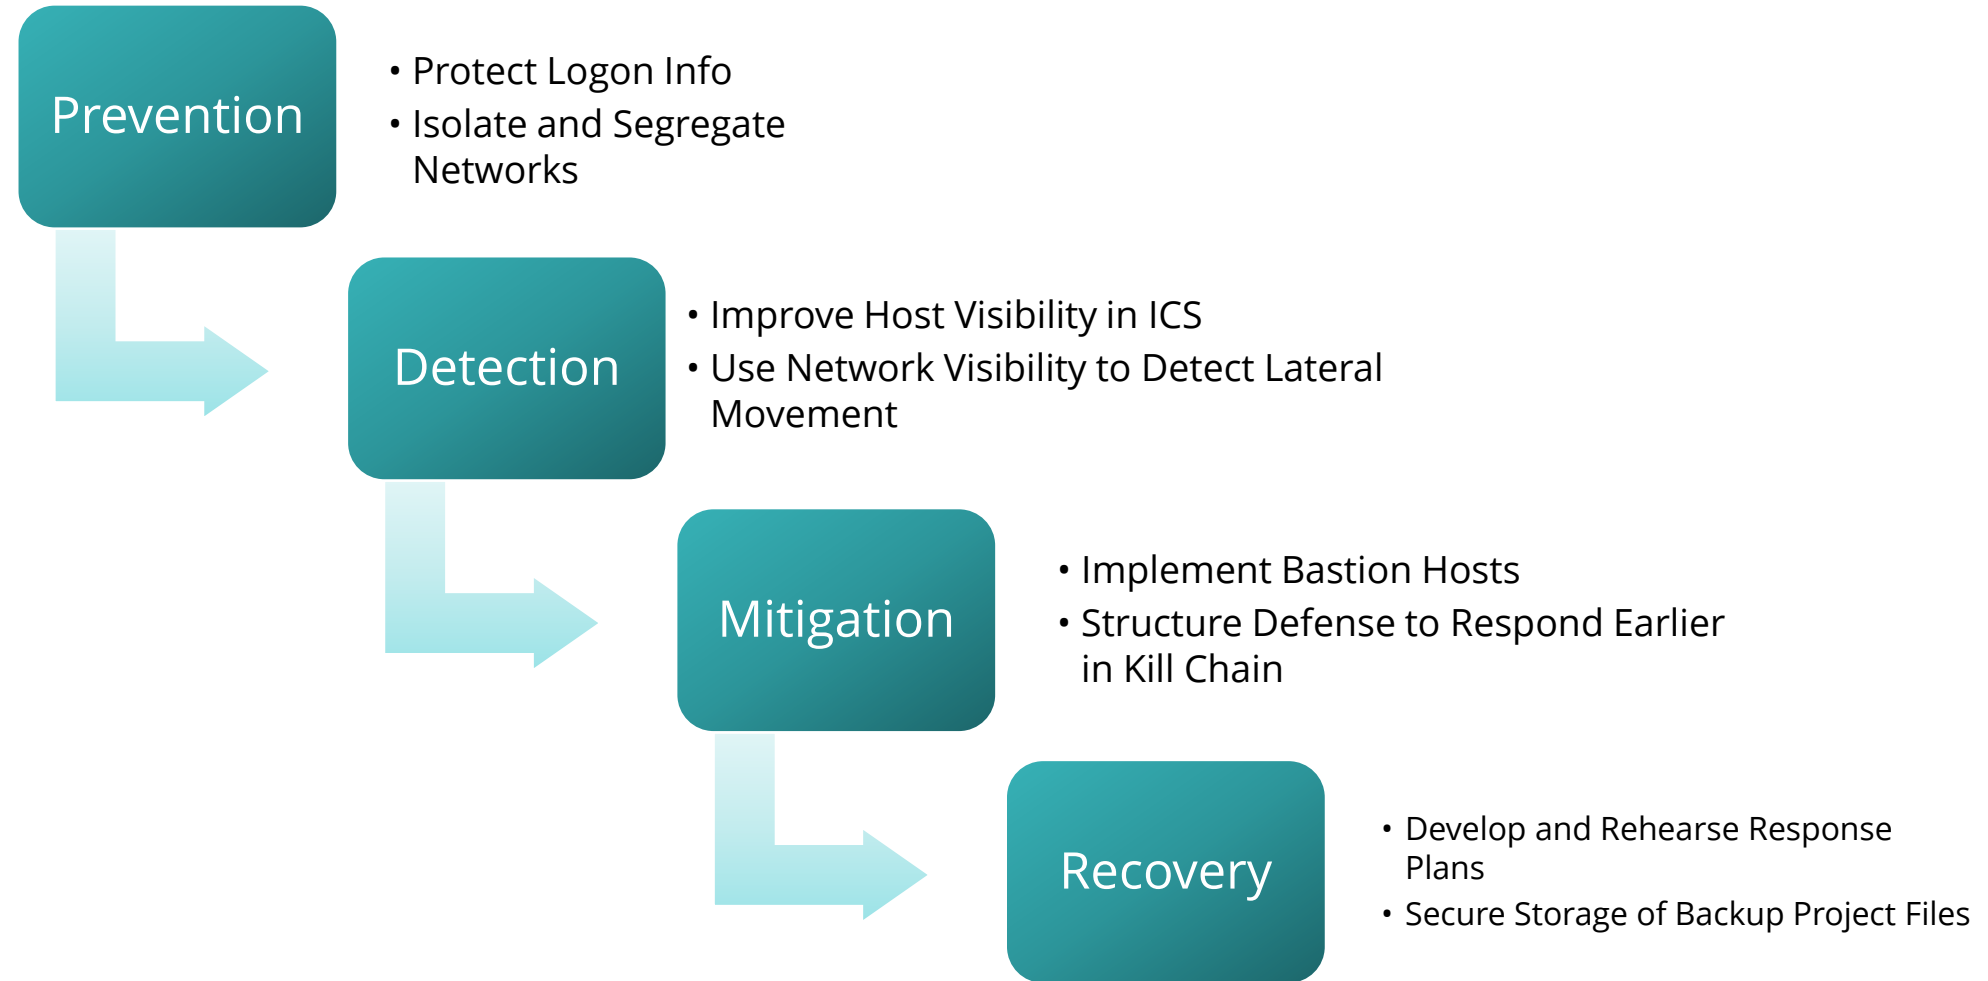 Prevention
• Protect Logon Info
• Isolate and Segregate
Networks
Detection
• Improve Host Visibility in ICS
• Use Network Visibility to Detect Lateral
Movement
Mitigation
• Implement Bastion Hosts
• Structure Defense to Respond Earlier
in Kill Chain
Recovery
• Develop and Rehearse Response
Plans
• Secure Storage of Backup Project Files